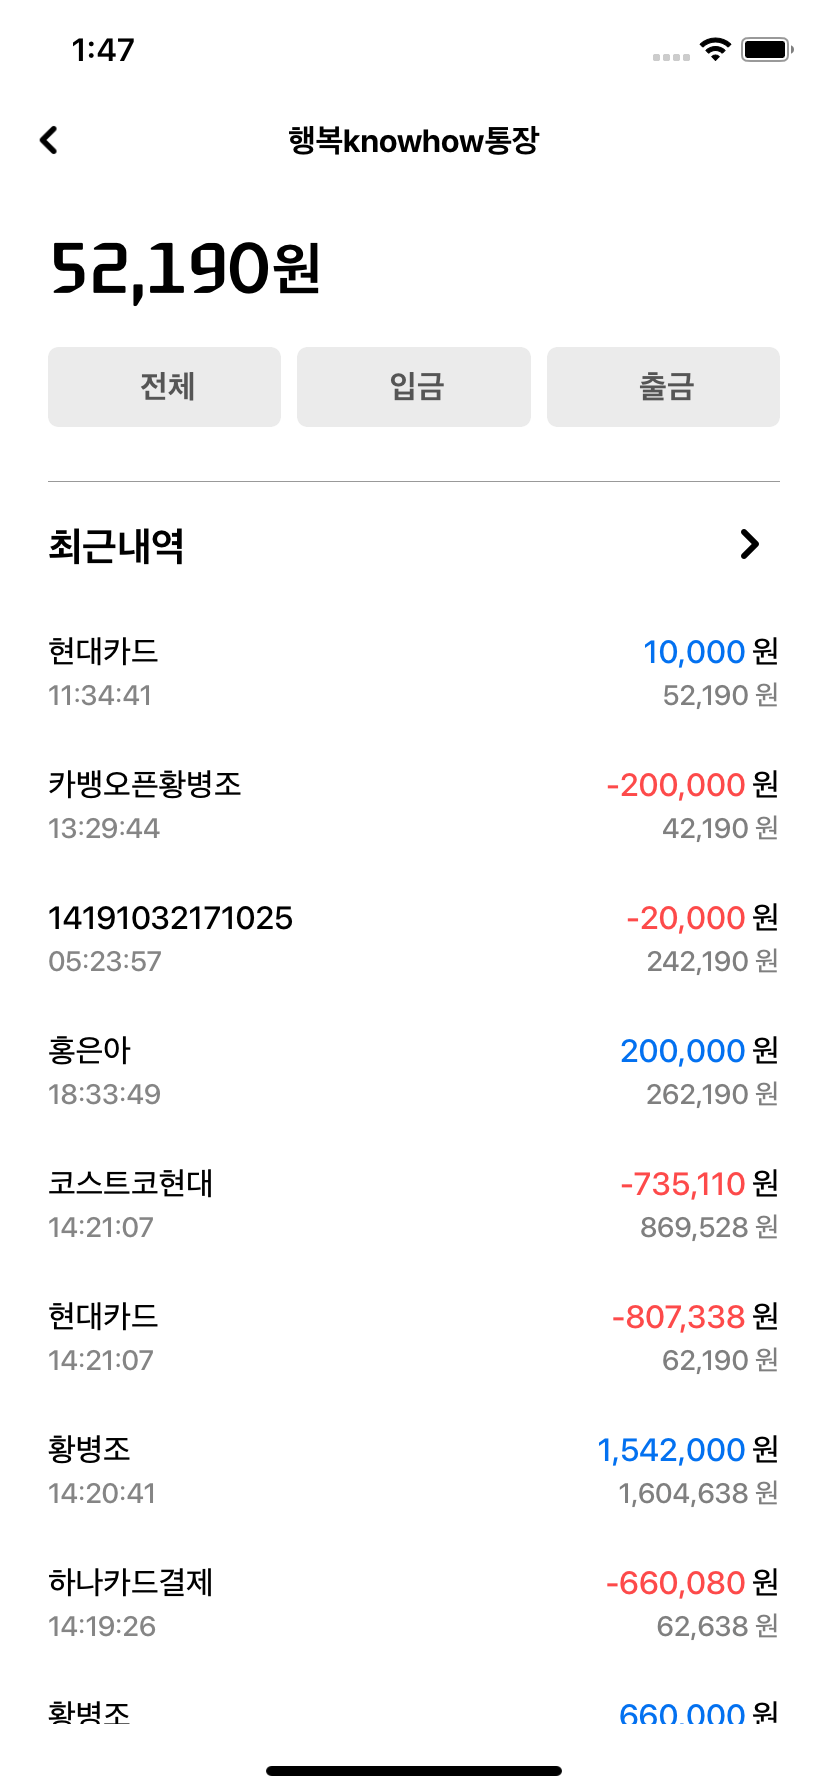 1:47
행복knowhow통장
52,190원
전체 입금 출금
최근내역
현대카드 10,000 원
11:34:41 52,190 원
카뱅오픈황병조 -200,000 원
13:29:44 42,190 원
14191032171025 -20,000 원
05:23:57 242,190 원
홍은아 200,000 원
18:33:49 262,190 원
코스트코현대 -735,110 원
14:21:07 869,528 원
현대카드 -807,338 원
14:21:07 62,190 원
황병조 1,542,000 원
14:20:41 1,604,638 원
하나카드결제 -660,080 원
14:19:26 62,638 원
황병조 660,000 원